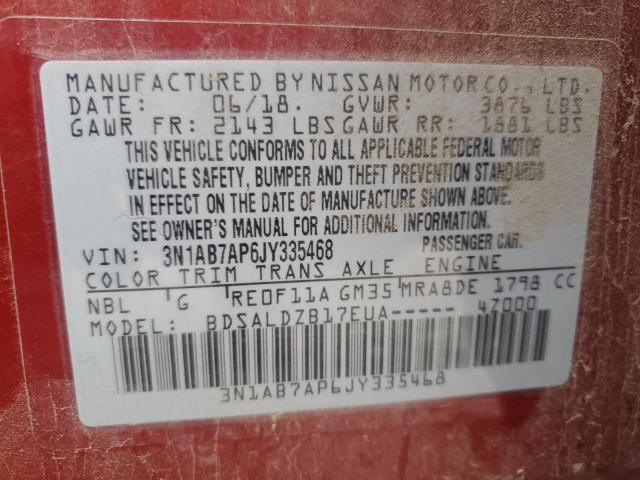 MANUFACTURED BY NISSAN MOTOR CO., LTD.
DATE: 06/18. GVWR: 3876 LBS
GAWR FR: 2143 LBS GAWR RR: 1881 LBS
THIS VEHICLE CONFORMS TO ALL APPLICABLE FEDERAL MOTOR
VEHICLE SAFETY, BUMPER AND THEFT PREVENTION STANDARDS
IN EFFECT ON THE DATE OF MANUFACTURE SHOWN ABOVE.
SEE OWNER'S MANUAL FOR ADDITIONAL INFORMATION.
VIN: 3N1AB7AP6JY335468 PASSENGER CAR.
COLOR TRIM TRANS AXLE ENGINE
NBL G RE0F11A GM35 MRA8DE 1798 CC
MODEL: BDSALDZB17EUA----- 47000
3N1AB7AP6JY335468